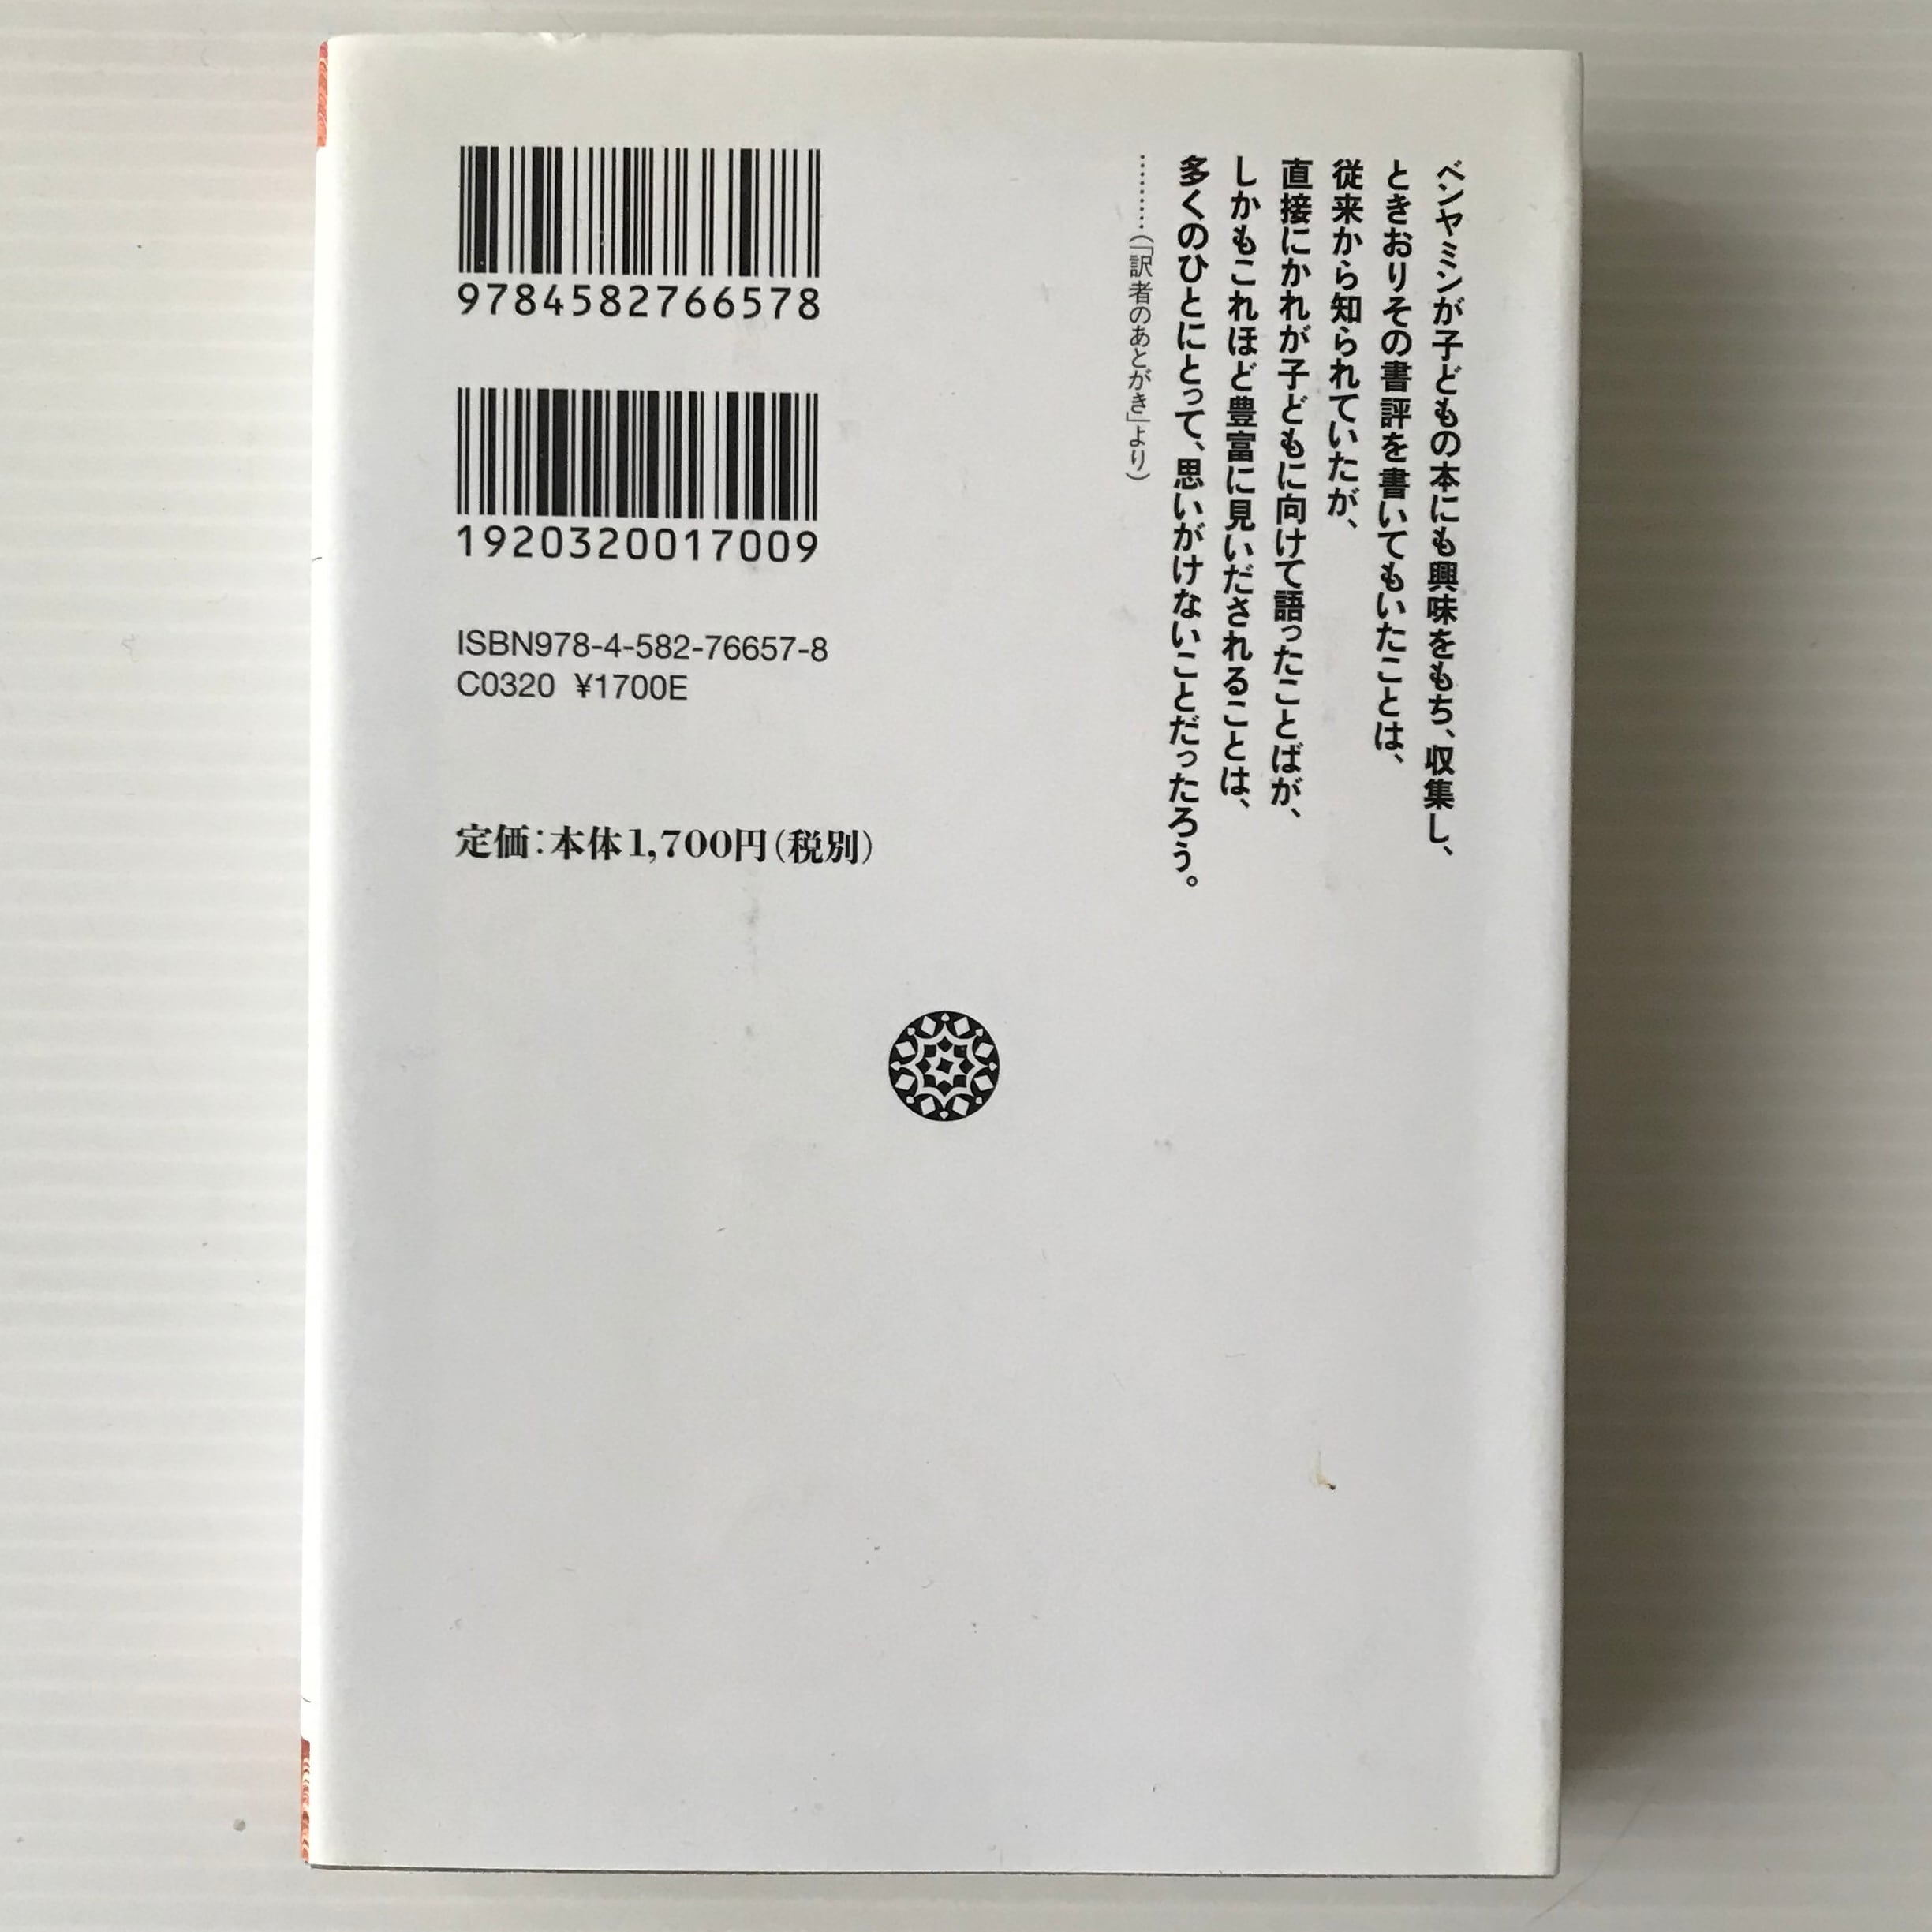 ベンヤミンが子どもの本にも興味をもち、収集し、
ときおりその書評を書いてもいたことは、
従来から知られていたが、
直接にかれが子どもに向けて語ったことばが、
しかもこれほど豊富に見いだされることは、
多くのひとにとって、思いがけないことだったろう。
………(「訳者のあとがき」より)
9784582766578
1920320017009
ISBN978-4-582-76657-8
C0320 ¥1700E
定価:本体1,700円(税別)